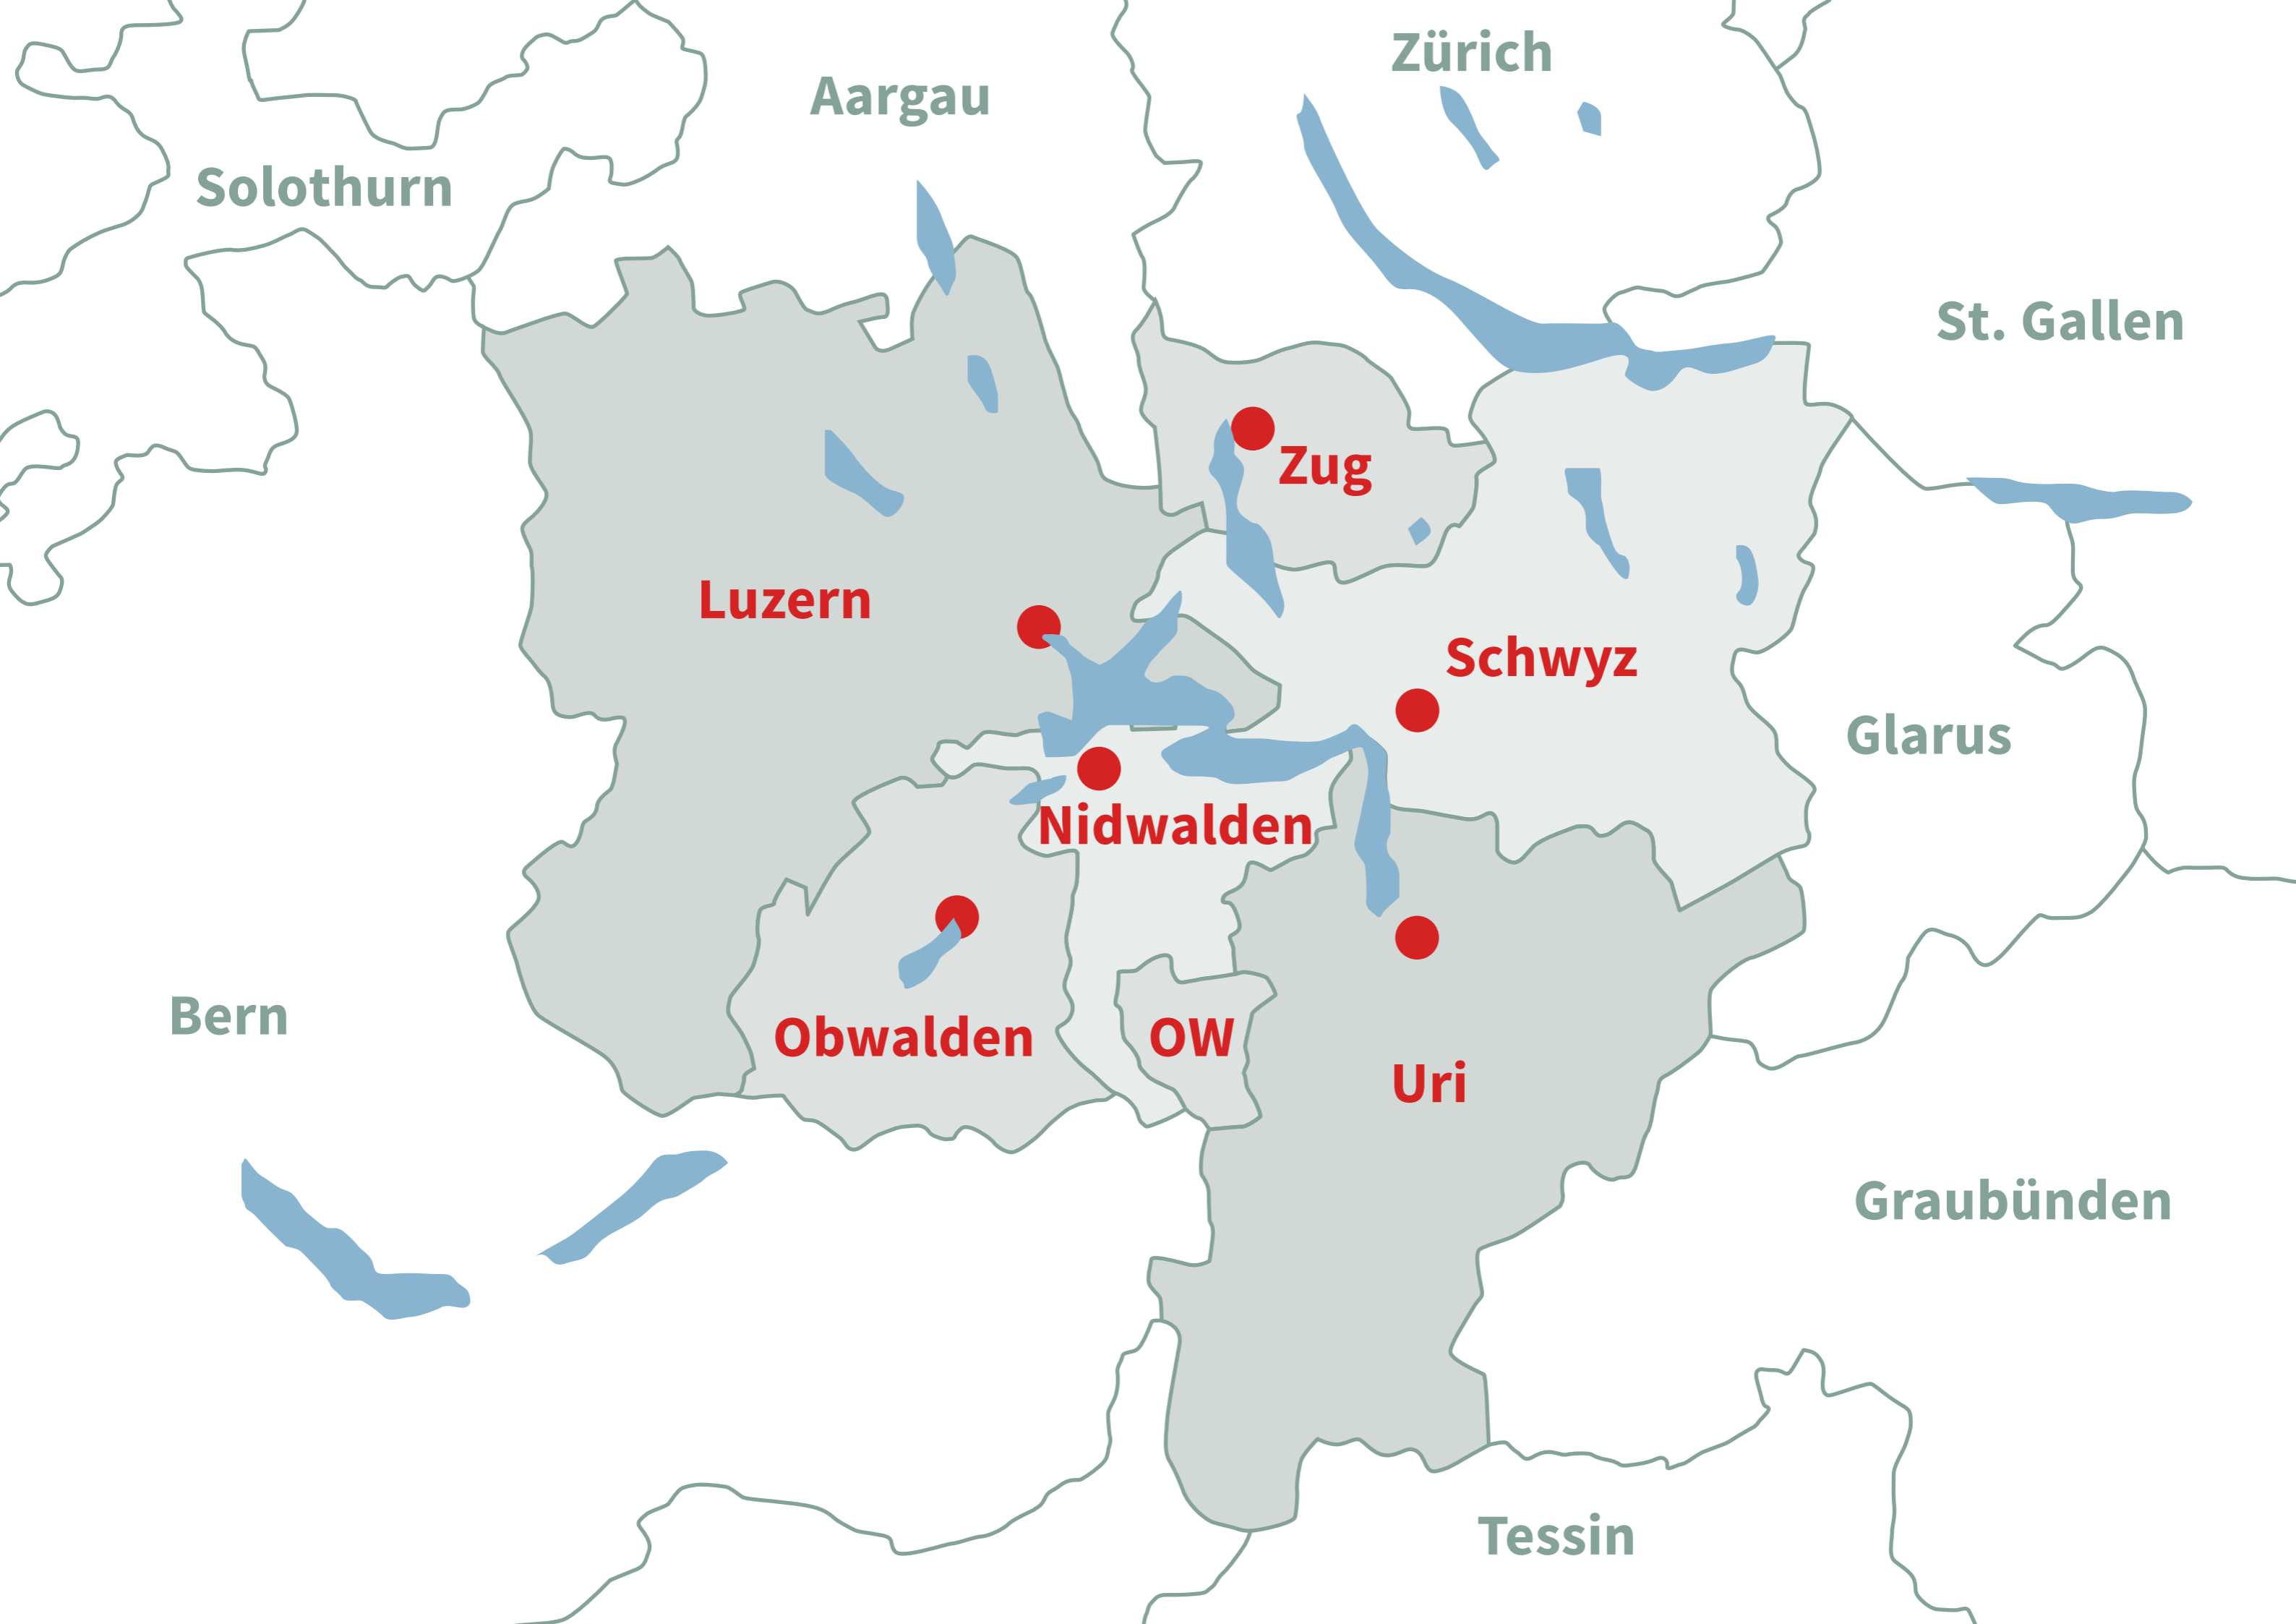 Zürich
Aargau
Solothurn
St. Gallen
Zug
Luzern
Schwyz
Glarus
Nidwalden
Bern
Obwalden
OW
Uri
Graubünden
Tessin